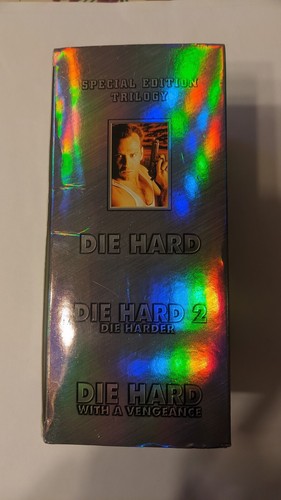 SPECIAL EDITION
TRILOGY
DIE HARD
DIE HARD 2
DIE HARDER
DIE HARD
WITH A VENGEANCE